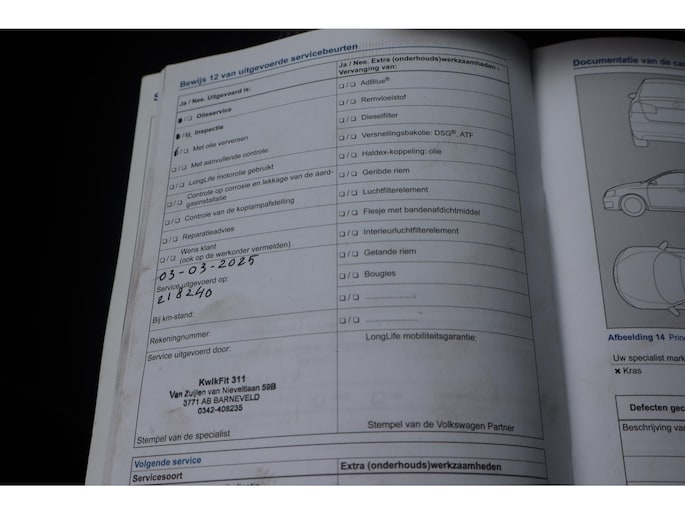 Bewijs 12 van uitgevoerde servicebeurten
Ja / Nee. Uitgevoerd is:
/ ❑ Olieservice
/ Inspectie
/ ❑ Met olie verversen
❑ / ❑ Met aanvullende controle
❑ / ❑ LongLife motorolie gebruikt
❑ / ❑ Controle op corrosie en lekkage van de aard-
gasinstallatie
❑ / ❑ Controle van de koplampafstelling
❑ / ❑ Reparatieadvies
❑ / ❑ Wens klant
(ook op de werkorder vermelden)
03-03-2025
Service uitgevoerd op:
218240
Bij km-stand:
Rekeningnummer:
Service uitgevoerd door:
KwikFit 311
Van Zuijlen van Nieveltlaan 59B
3771 AB BARNEVELD
0342-408235
Stempel van de specialist
Ja / Nee. Extra (onderhouds)werkzaamheden -
Vervanging van:
❑ / ❑ AdBlue®
❑ / ❑ Remvloeistof
❑ / ❑ Dieselfilter
❑ / ❑ Versnellingsbakolie: DSG®, ATF
❑ / ❑ Haldex-koppeling: olie
❑ / ❑ Geribde riem
❑ / ❑ Luchtfilterelement
❑ / ❑ Flesje met bandenafdichtmiddel
❑ / ❑ Interieurluchtfilterelement
❑ / ❑ Getande riem
❑ / ❑ Bougies
❑ / ❑ ....................
❑ / ❑ ....................
LongLife mobiliteitsgarantie:
Stempel van de Volkswagen Partner
Volgende service
Servicesoort
Extra (onderhouds)werkzaamheden
Documentatie van de
Afbeelding 14
Uw specialist
✕ Kras
Defecten
Beschrijving